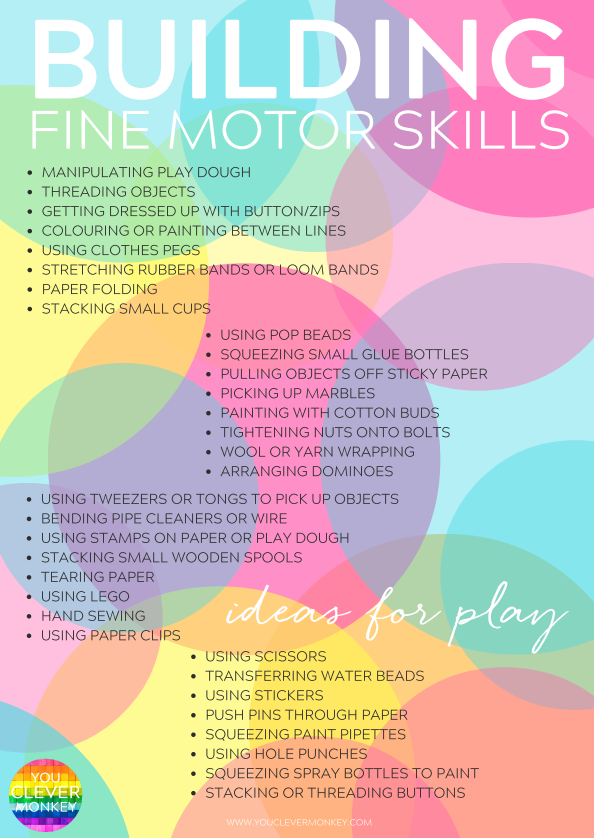 BUILDING
FINE MOTOR SKILLS
• MANIPULATING PLAY DOUGH
• THREADING OBJECTS
• GETTING DRESSED UP WITH BUTTON/ZIPS
• COLOURING OR PAINTING BETWEEN LINES
• USING CLOTHES PEGS
• STRETCHING RUBBER BANDS OR LOOM BANDS
• PAPER FOLDING
• STACKING SMALL CUPS
• USING POP BEADS
• SQUEEZING SMALL GLUE BOTTLES
• PULLING OBJECTS OFF STICKY PAPER
• PICKING UP MARBLES
• PAINTING WITH COTTON BUDS
• TIGHTENING NUTS ONTO BOLTS
• WOOL OR YARN WRAPPING
• ARRANGING DOMINOES
• USING TWEEZERS OR TONGS TO PICK UP OBJECTS
• BENDING PIPE CLEANERS OR WIRE
• USING STAMPS ON PAPER OR PLAY DOUGH
• STACKING SMALL WOODEN SPOOLS
• TEARING PAPER
• USING LEGO
• HAND SEWING
• USING PAPER CLIPS
ideas for play
• USING SCISSORS
• TRANSFERRING WATER BEADS
• USING STICKERS
• PUSH PINS THROUGH PAPER
• SQUEEZING PAINT PIPETTES
• USING HOLE PUNCHES
• SQUEEZING SPRAY BOTTLES TO PAINT
• STACKING OR THREADING BUTTONS
YOU
CLEVER
MONKEY
WWW.YOUCLEVERMONKEY.COM